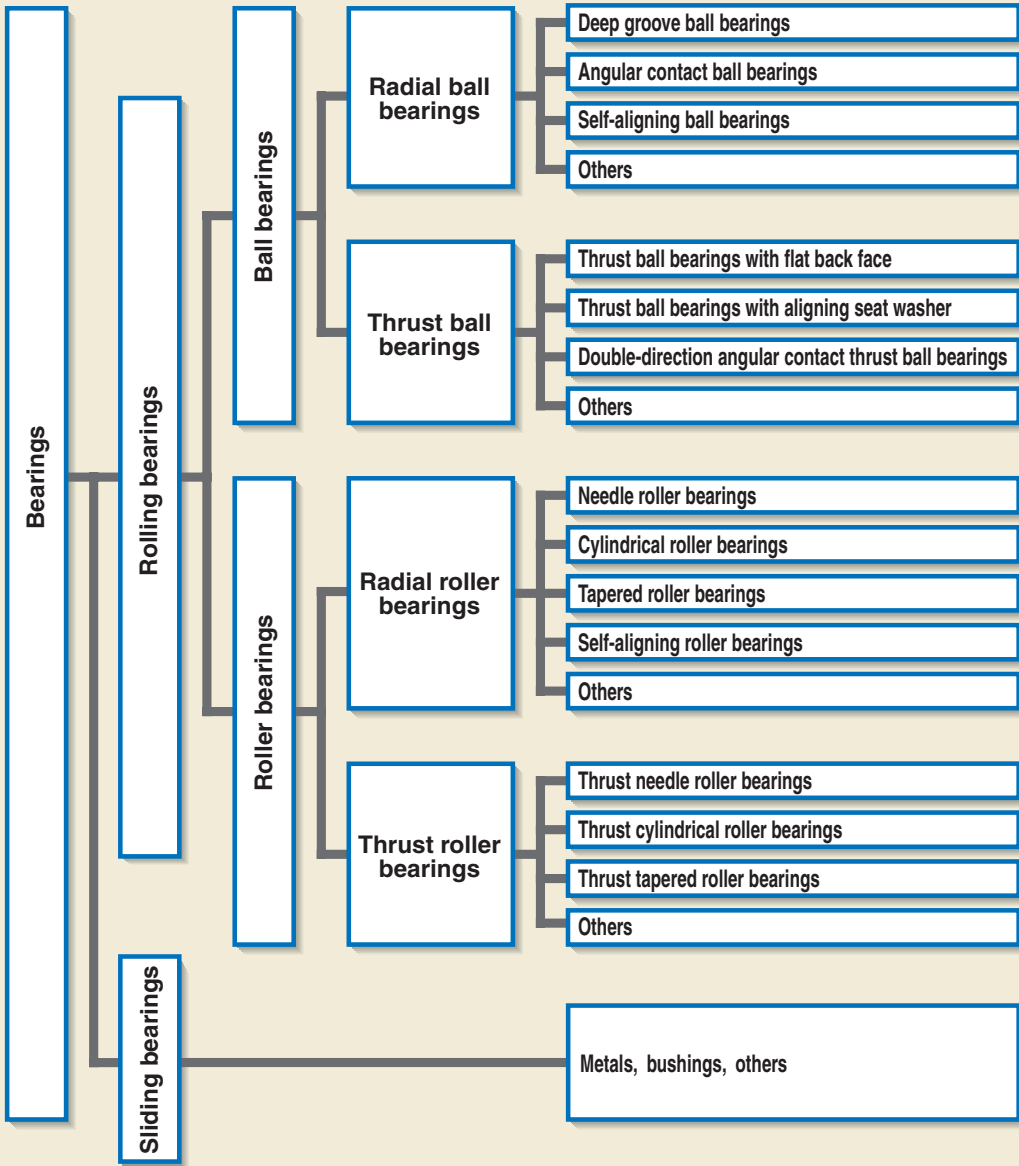 Bearings
Rolling bearings
Ball bearings
Radial ball
bearings
Deep groove ball bearings
Angular contact ball bearings
Self-aligning ball bearings
Others
Thrust ball
bearings
Thrust ball bearings with flat back face
Thrust ball bearings with aligning seat washer
Double-direction angular contact thrust ball bearings
Others
Roller bearings
Radial roller
bearings
Needle roller bearings
Cylindrical roller bearings
Tapered roller bearings
Self-aligning roller bearings
Others
Thrust roller
bearings
Thrust needle roller bearings
Thrust cylindrical roller bearings
Thrust tapered roller bearings
Others
Sliding bearings
Metals, bushings, others